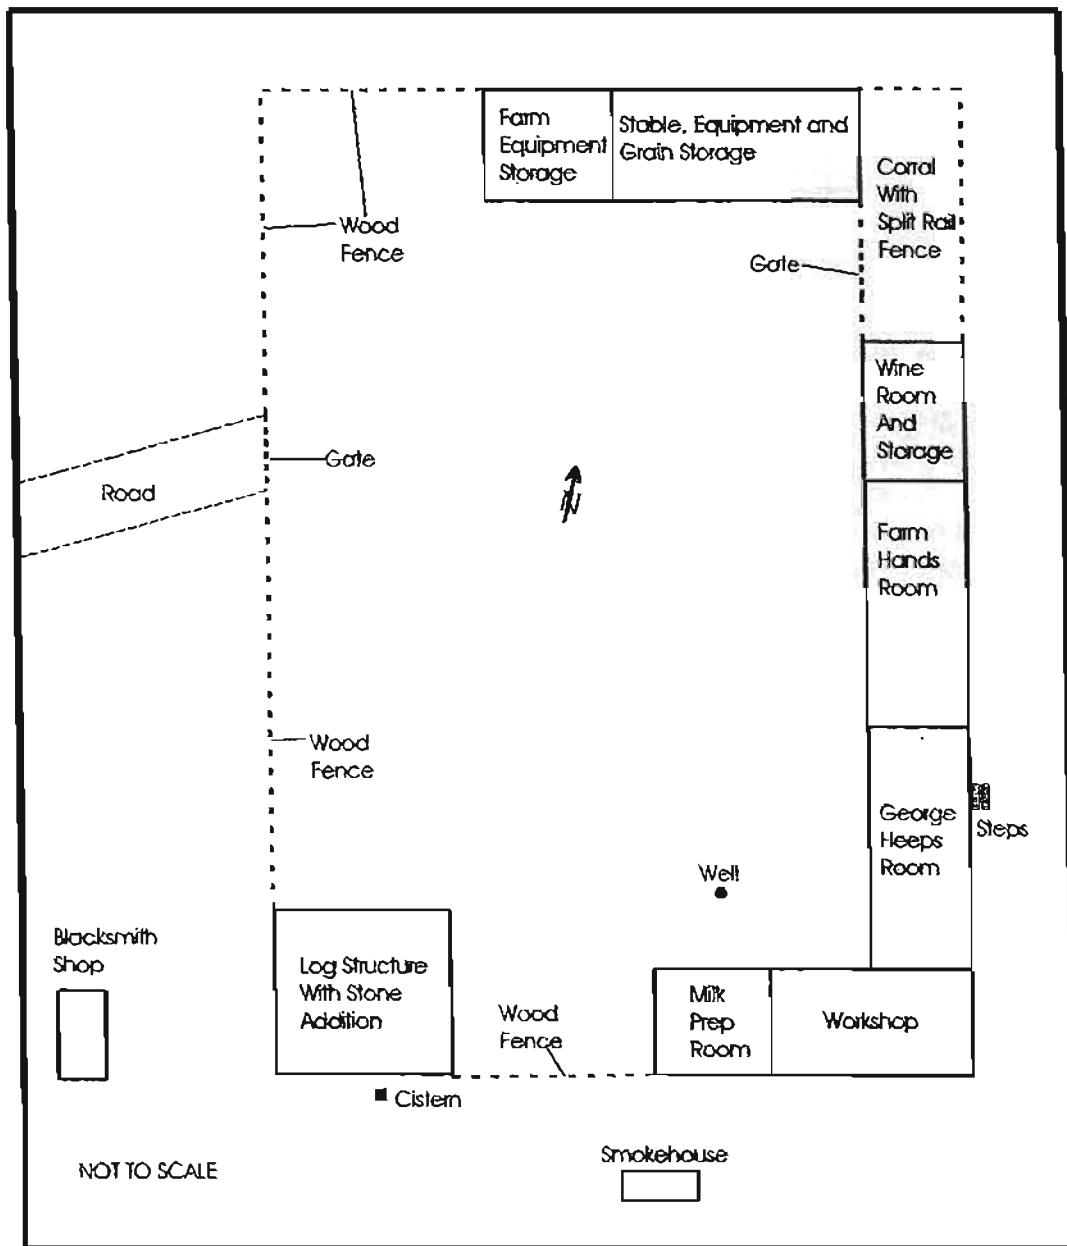 Farm
Equipment
Storage
Stable, Equipment and
Grain Storage
Corral
With
Split Rail
Fence
Wood
Fence
Gate
Wine
Room
And
Storage
Gate
Road
N
Farm
Hands
Room
Wood
Fence
George
Heeps
Room
Steps
Well
Blacksmith
Shop
Log Structure
With Stone
Addition
Wood
Fence
Milk
Prep
Room
Workshop
Cistern
Smokehouse
NOT TO SCALE